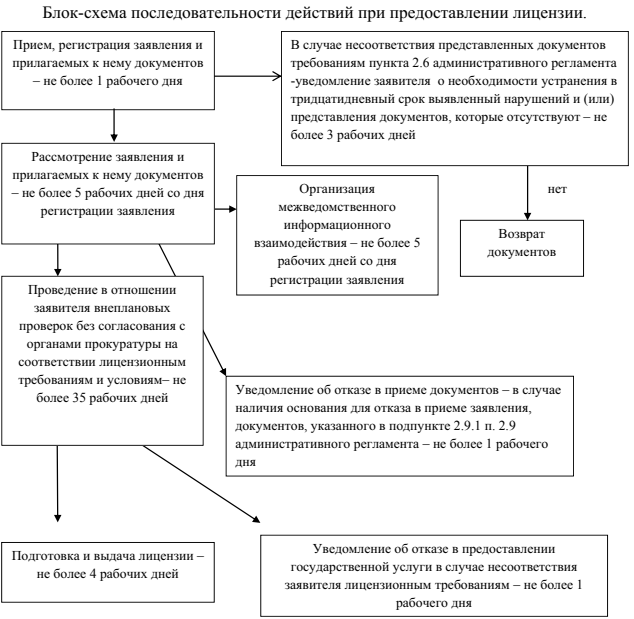 Блок-схема последовательности действий при предоставлении лицензии.
Прием, регистрация заявления и
прилагаемых к нему документов
– не более 1 рабочего дня
В случае несоответствия представленных документов
требованиям пункта 2.6 административного регламента
-уведомление заявителя о необходимости устранения в
тридцатидневный срок выявленный нарушений и (или)
представления документов, которые отсутствуют – не
более 3 рабочих дней
Рассмотрение заявления и
прилагаемых к нему документов
– не более 5 рабочих дней со дня
регистрации заявления
Организация
межведомственного
информационного
взаимодействия – не более 5
рабочих дней со дня
регистрации заявления
нет
Возврат
документов
Проведение в отношении
заявителя внеплановых
проверок без согласования с
органами прокуратуры на
соответствии лицензионным
требованиям и условиям– не
более 35 рабочих дней
Уведомление об отказе в приеме документов – в случае
наличия основания для отказа в приеме заявления,
документов, указанного в подпункте 2.9.1 п. 2.9
административного регламента – не более 1 рабочего
дня
Подготовка и выдача лицензии –
не более 4 рабочих дней
Уведомление об отказе в предоставлении
государственной услуги в случае несоответствия
заявителя лицензионным требованиям – не более 1
рабочего дня